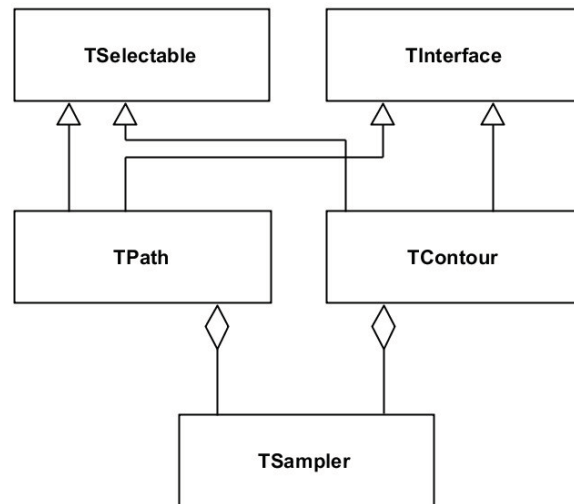 TSelectable
TInterface
TPath
TContour
TSampler